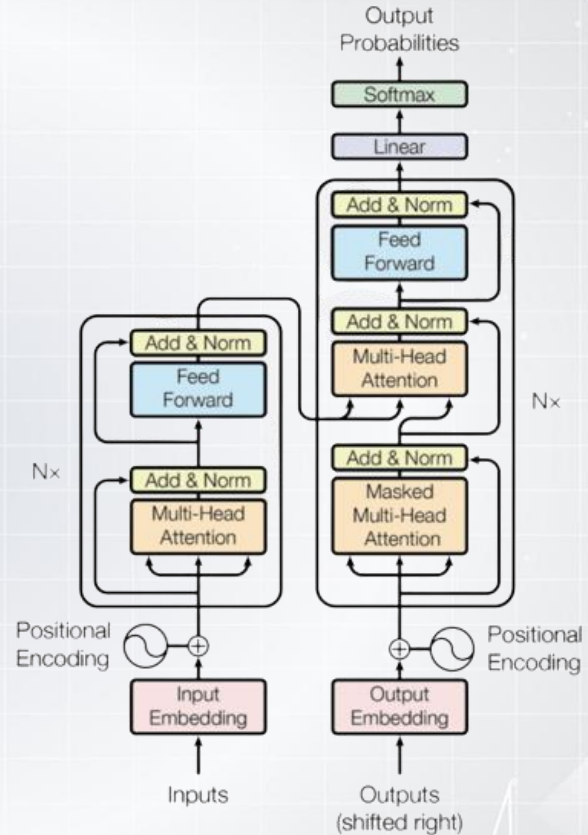 Output
Probabilities
Softmax
Linear
Add & Norm
Feed
Forward
Add & Norm
Multi-Head
Attention
Add & Norm
Masked
Multi-Head
Attention
N×
Add & Norm
Feed
Forward
Add & Norm
Multi-Head
Attention
N×
Positional
Encoding
Positional
Encoding
Input
Embedding
Output
Embedding
Inputs
Outputs
(shifted right)